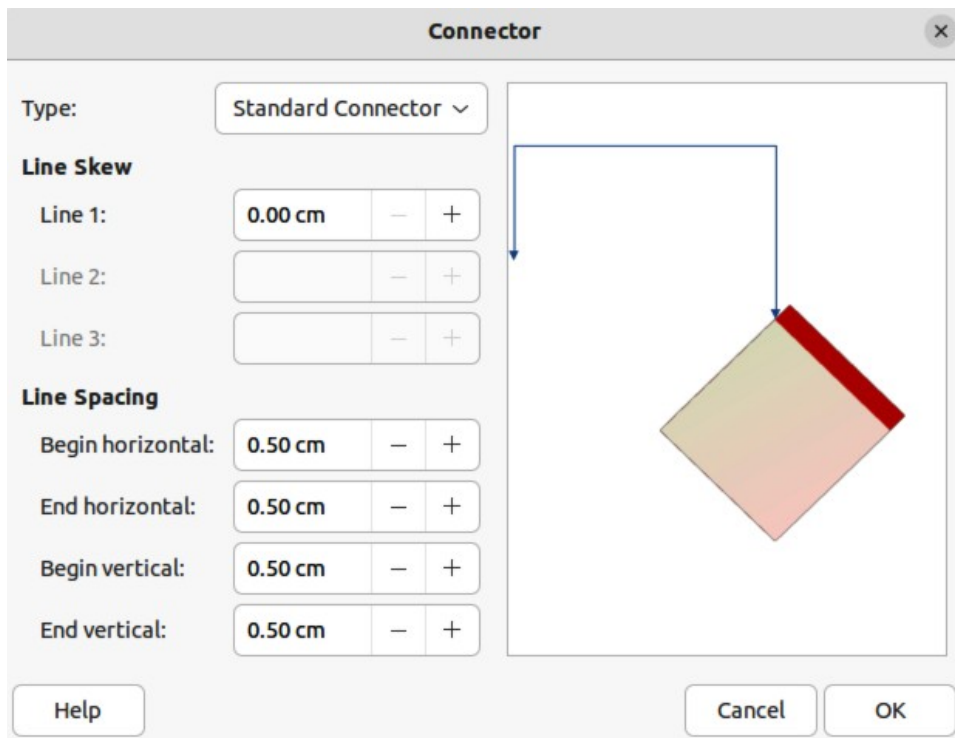 Connector
Type: Standard Connector
Line Skew
Line 1: 0.00 cm
Line 2:
Line 3:
Line Spacing
Begin horizontal: 0.50 cm
End horizontal: 0.50 cm
Begin vertical: 0.50 cm
End vertical: 0.50 cm
Help Cancel OK